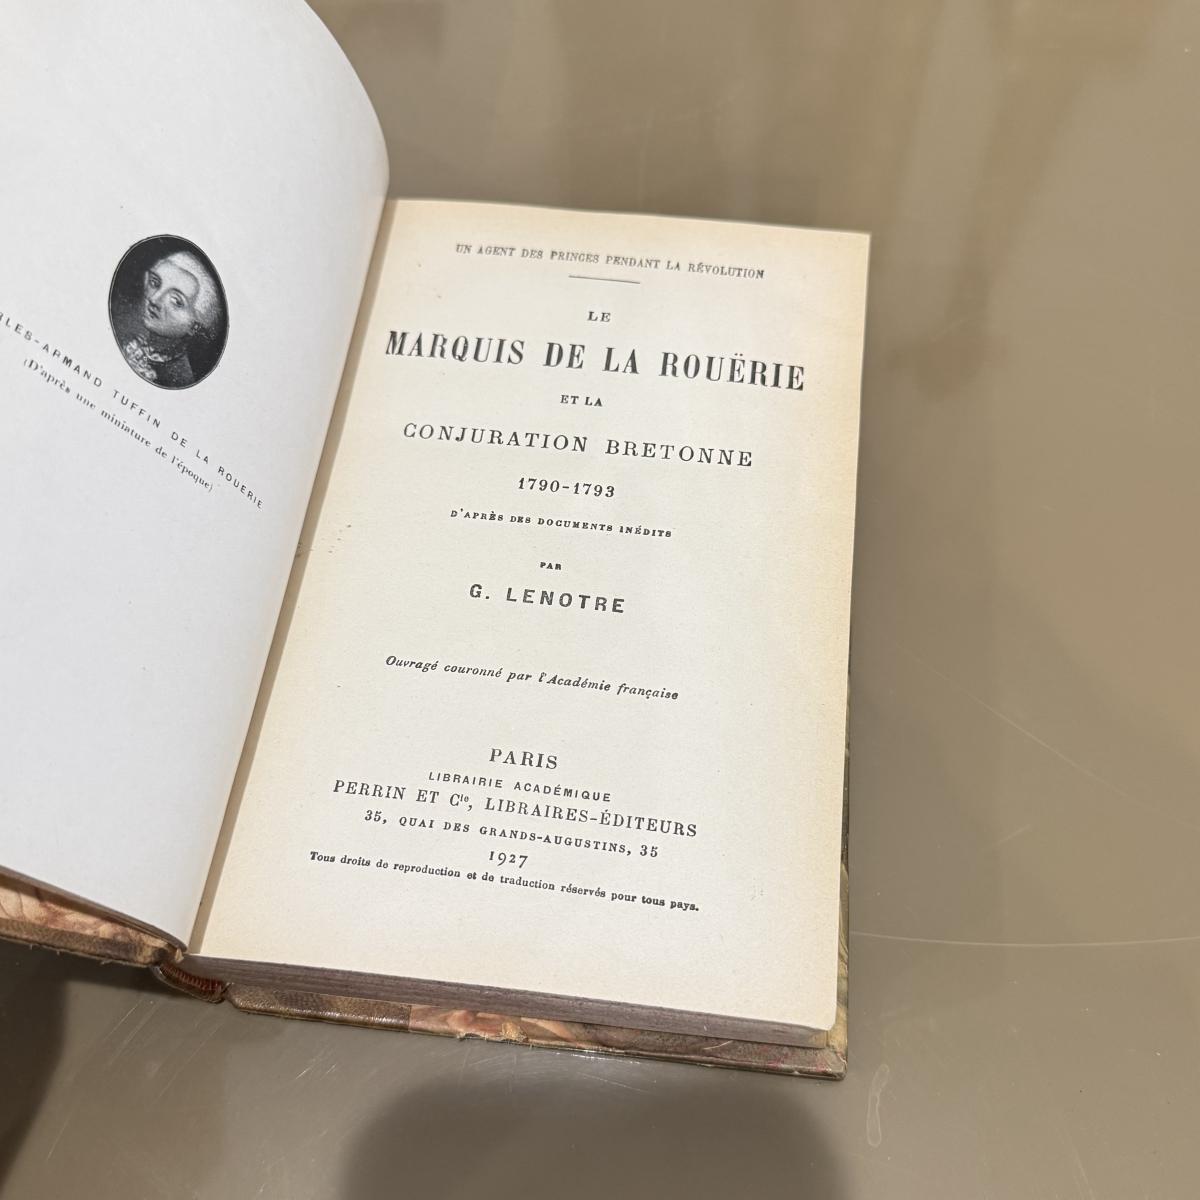 RLES-ARMAND TUFFIN DE LA ROUERIE
(D'après une miniature de l'époque)
UN AGENT DES PRINCES PENDANT LA RÉVOLUTION
LE
MARQUIS DE LA ROUËRIE
ET LA
CONJURATION BRETONNE
1790-1793
D'APRÈS DES DOCUMENTS INÉDITS
PAR
G. LENOTRE
Ouvragé couronné par l'Académie française
PARIS
LIBRAIRIE ACADÉMIQUE
PERRIN ET Cie, LIBRAIRES-ÉDITEURS
35, QUAI DES GRANDS-AUGUSTINS, 35
1927
Tous droits de reproduction et de traduction réservés pour tous pays.